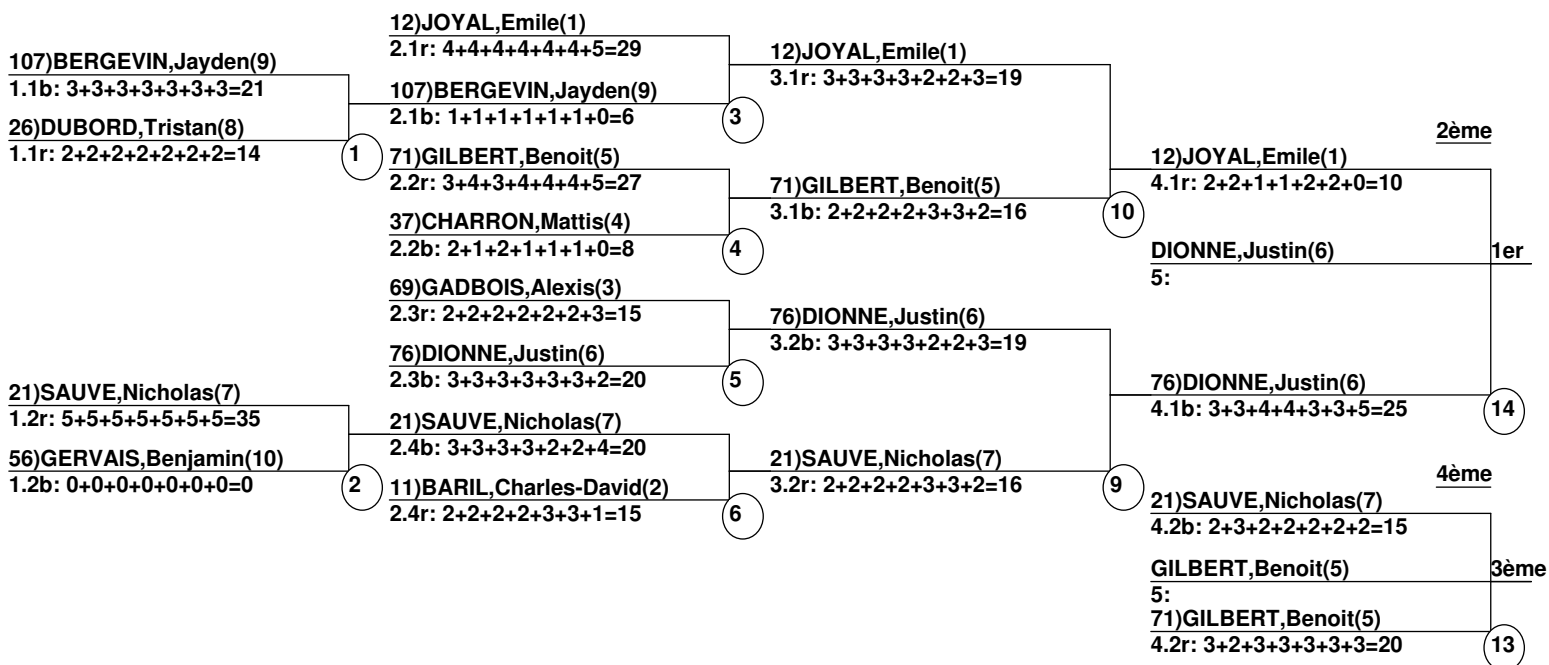 107)BERGEVIN,Jayden(9)
1.1b: 3+3+3+3+3+3+3=21
26)DUBORD,Tristan(8)
1.1r: 2+2+2+2+2+2+2=14
1
21)SAUVE,Nicholas(7)
1.2r: 5+5+5+5+5+5+5=35
56)GERVAIS,Benjamin(10)
1.2b: 0+0+0+0+0+0+0=0
2
12)JOYAL,Emile(1)
2.1r: 4+4+4+4+4+4+5=29
107)BERGEVIN,Jayden(9)
2.1b: 1+1+1+1+1+1+0=6
3
71)GILBERT,Benoit(5)
2.2r: 3+4+3+4+4+4+5=27
37)CHARRON,Mattis(4)
2.2b: 2+1+2+1+1+1+0=8
4
69)GADBOIS,Alexis(3)
2.3r: 2+2+2+2+2+2+3=15
76)DIONNE,Justin(6)
2.3b: 3+3+3+3+3+3+2=20
5
21)SAUVE,Nicholas(7)
2.4b: 3+3+3+3+2+2+4=20
11)BARIL,Charles-David(2)
2.4r: 2+2+2+2+3+3+1=15
6
12)JOYAL,Emile(1)
3.1r: 3+3+3+3+2+2+3=19
71)GILBERT,Benoit(5)
3.1b: 2+2+2+2+3+3+2=16
10
76)DIONNE,Justin(6)
3.2b: 3+3+3+3+2+2+3=19
21)SAUVE,Nicholas(7)
3.2r: 2+2+2+2+3+3+2=16
9
2ème
12)JOYAL,Emile(1)
4.1r: 2+2+1+1+2+2+0=10
DIONNE,Justin(6)
1er
5:
76)DIONNE,Justin(6)
4.1b: 3+3+4+4+3+3+5=25
14
4ème
21)SAUVE,Nicholas(7)
4.2b: 2+3+2+2+2+2+2=15
GILBERT,Benoit(5)
3ème
5:
71)GILBERT,Benoit(5)
4.2r: 3+2+3+3+3+3+3=20
13